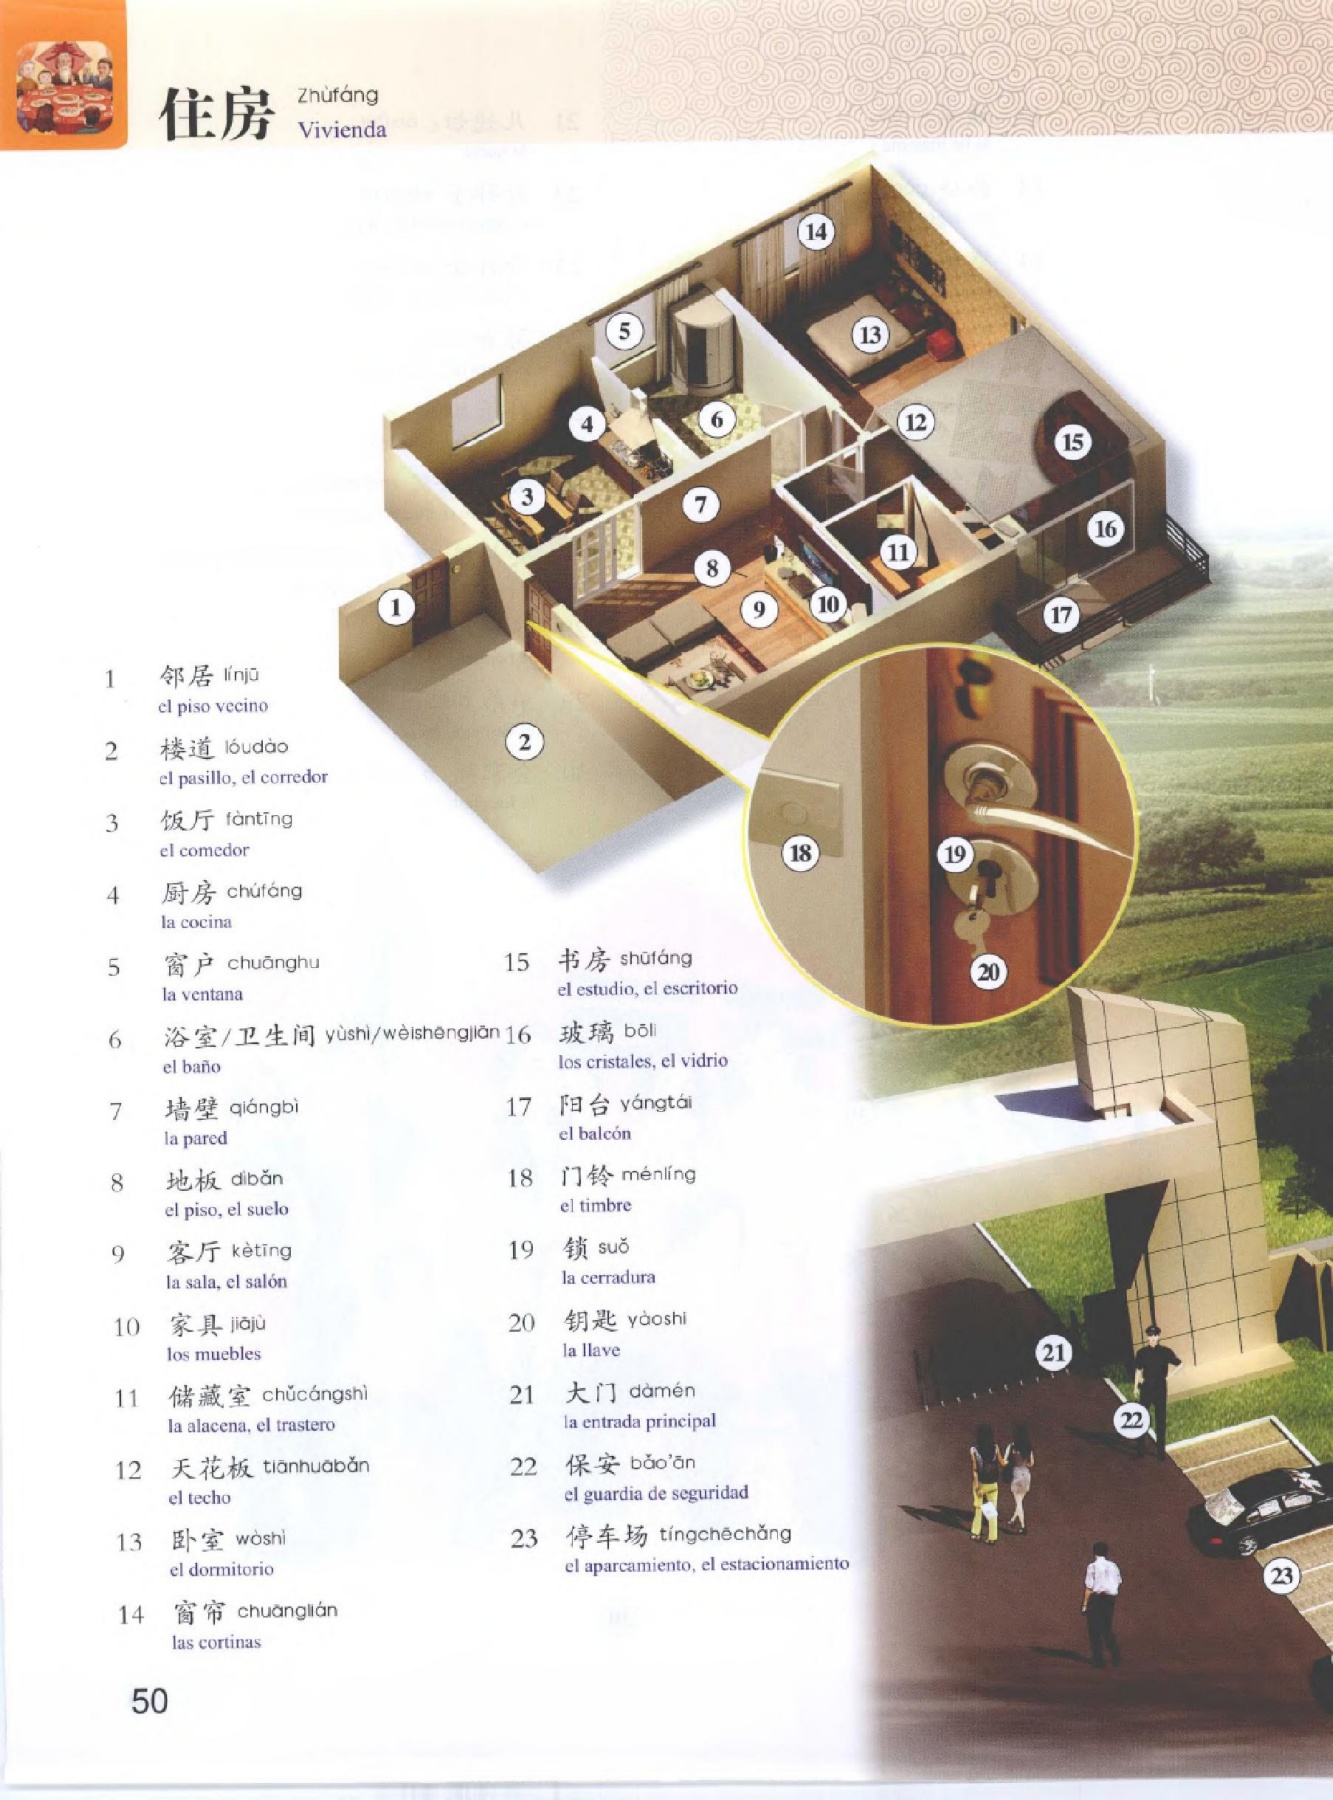 住房 Zhùfáng
Vivienda
14
5
13
4
6
12
15
3
7
16
11
8
1
9
10
17
2
18
19
20
1 邻居 línjū
el piso vecino
2 楼道 lóudào
el pasillo, el corredor
3 饭厅 fàntīng
el comedor
4 厨房 chúfáng
la cocina
5 窗户 chuānghu
la ventana
6 浴室/卫生间 yùshì/wèishēngjiān
el baño
7 墙壁 qiángbì
la pared
8 地板 dìbǎn
el piso, el suelo
9 客厅 kètīng
la sala, el salón
10 家具 jiājù
los muebles
11 储藏室 chǔcángshì
la alacena, el trastero
12 天花板 tiānhuābǎn
el techo
13 卧室 wòshì
el dormitorio
14 窗帘 chuānglián
las cortinas
15 书房 shūfáng
el estudio, el escritorio
16 玻璃 bōli
los cristales, el vidrio
17 阳台 yángtái
el balcón
18 门铃 ménlíng
el timbre
19 锁 suǒ
la cerradura
20 钥匙 yàoshi
la llave
21 大门 dàmén
la entrada principal
22 保安 bǎo'ān
el guardia de seguridad
23 停车场 tíngchēchǎng
el aparcamiento, el estacionamiento
21
22
23
50